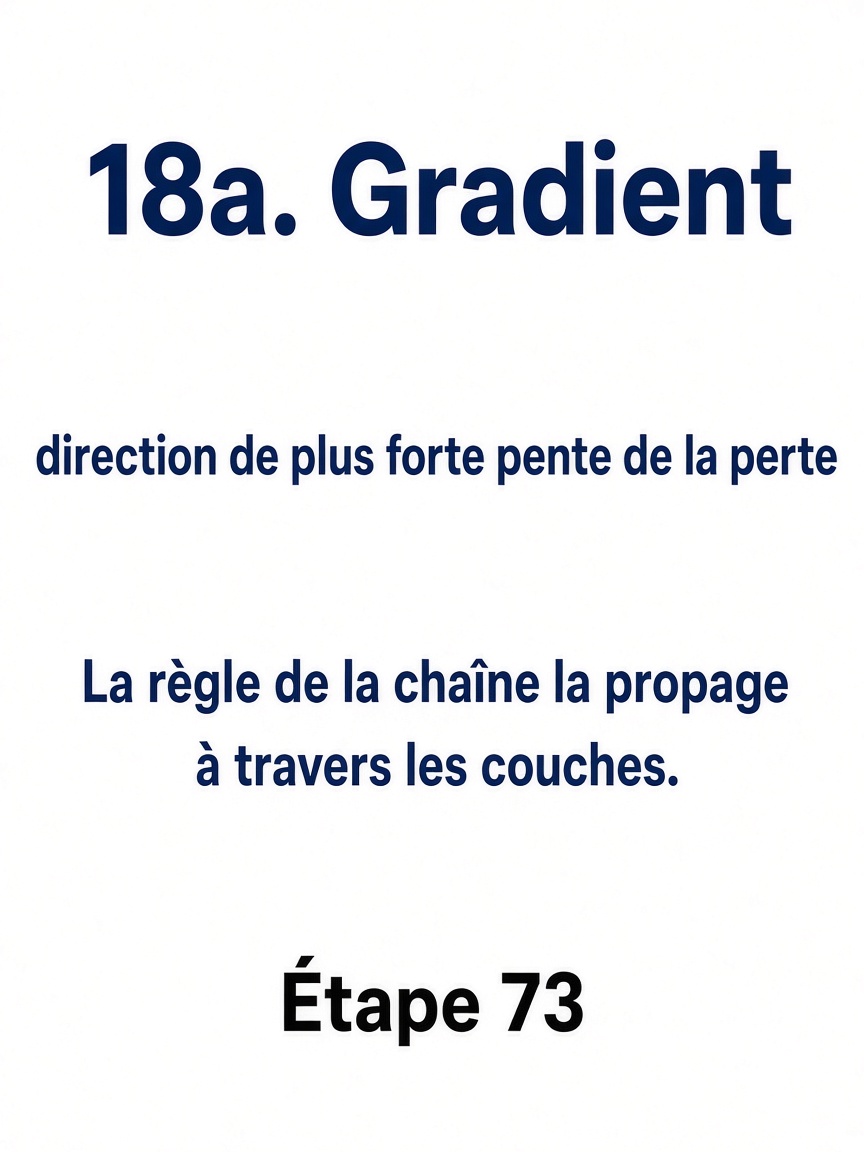 18a. Gradient
direction de plus forte pente de la perte
La règle de la chaîne la propage
à travers les couches.
Étape 73